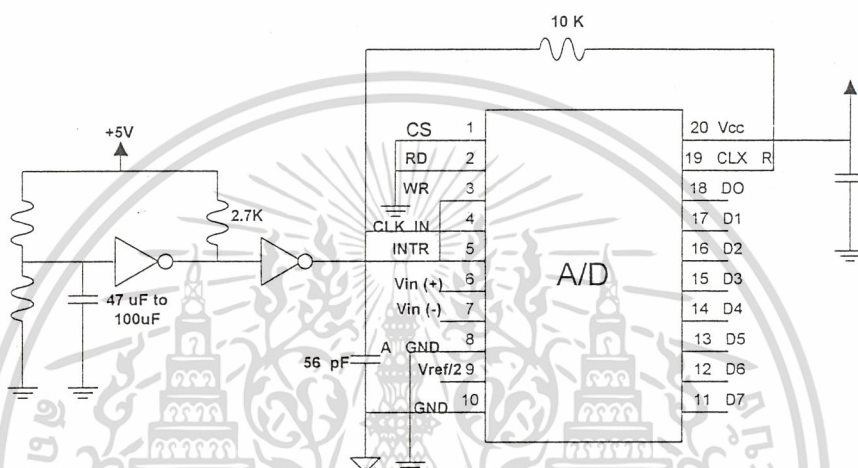 10 K
+5V
2.7K
47 uF to
100uF
56 pF
A/D
CS 1
RD 2
WR 3
CLK IN 4
INTR 5
Vin (+) 6
Vin (-) 7
A GND 8
Vref/2 9
GND 10
20 Vcc
19 CLX R
18 DO
17 D1
16 D2
15 D3
14 D4
13 D5
12 D6
11 D7